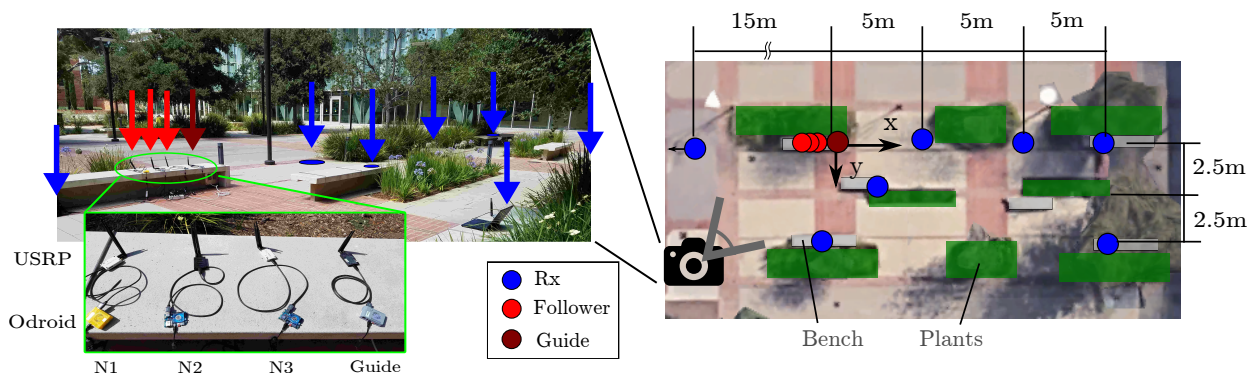 15m 5m 5m 5m
x
y
2.5m
2.5m
USRP
Odroid
N1 N2 N3 Guide
Rx
Follower
Guide
Bench Plants